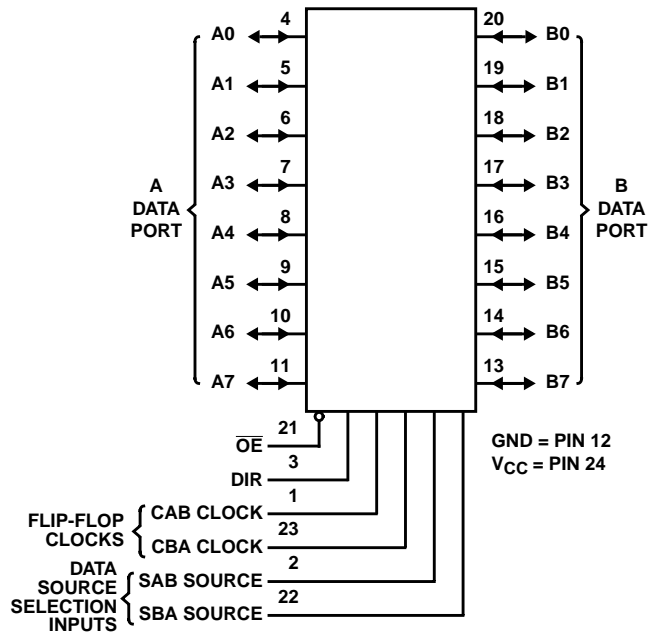 A0 4 20 B0
A1 5 19 B1
A2 6 18 B2
A3 7 17 B3
A4 8 16 B4
A5 9 15 B5
A6 10 14 B6
A7 11 13 B7
A
DATA
PORT
B
DATA
PORT
21
OE
3
DIR
1
CAB CLOCK
23
CBA CLOCK
2
SAB SOURCE
22
SBA SOURCE
FLIP-FLOP
CLOCKS
DATA
SOURCE
SELECTION
INPUTS
GND = PIN 12
VCC = PIN 24